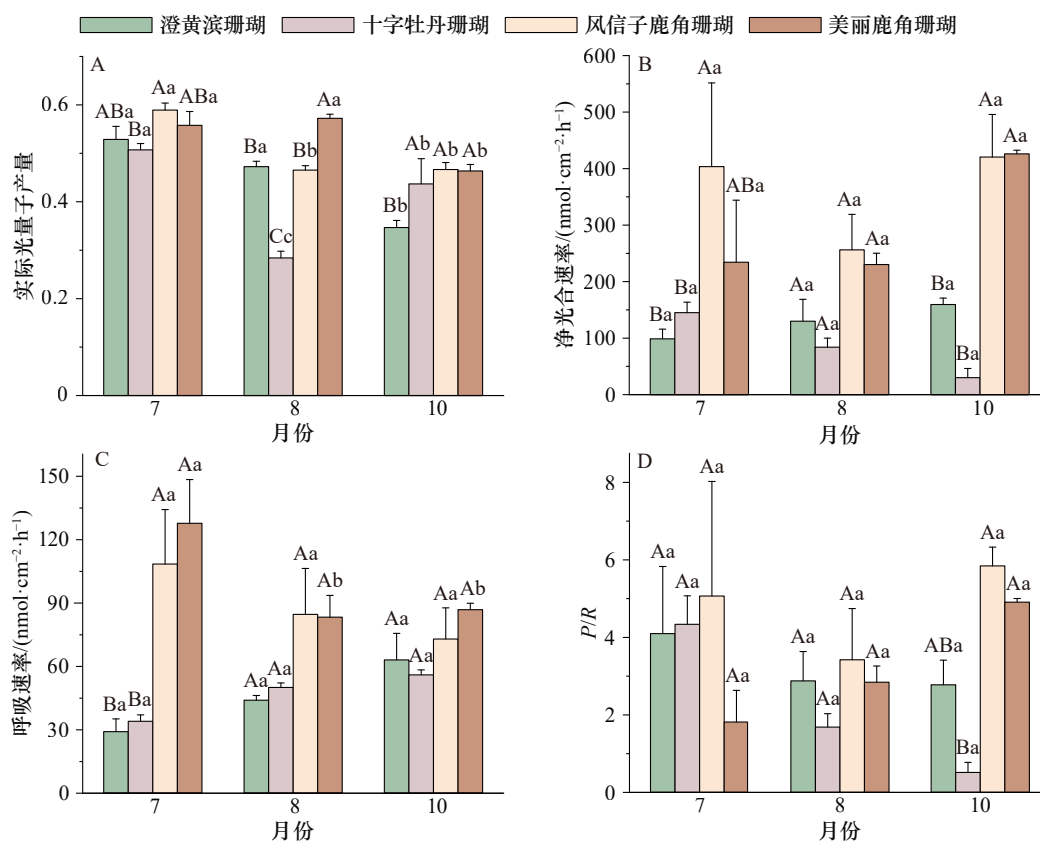 澄黄滨珊瑚 十字牡丹珊瑚 风信子鹿角珊瑚 美丽鹿角珊瑚
A
实际光量子产量
0.6
0.4
0.2
0
ABa Ba Aa ABa
Ba Cc Bb Aa
Bb Ab Ab Ab
7 8 10
月份
B
净光合速率/(nmol·cm⁻²·h⁻¹)
600
500
400
300
200
100
0
Ba Ba Aa ABa
Aa Aa Aa Aa
Ba Ba Aa Aa
7 8 10
月份
C
呼吸速率/(nmol·cm⁻²·h⁻¹)
150
120
90
60
30
0
Ba Ba Aa Aa
Aa Aa Aa Ab
Aa Aa Aa Ab
7 8 10
月份
D
P/R
8
6
4
2
0
Aa Aa Aa Aa
Aa Aa Aa Aa
ABa Ba Aa Aa
7 8 10
月份